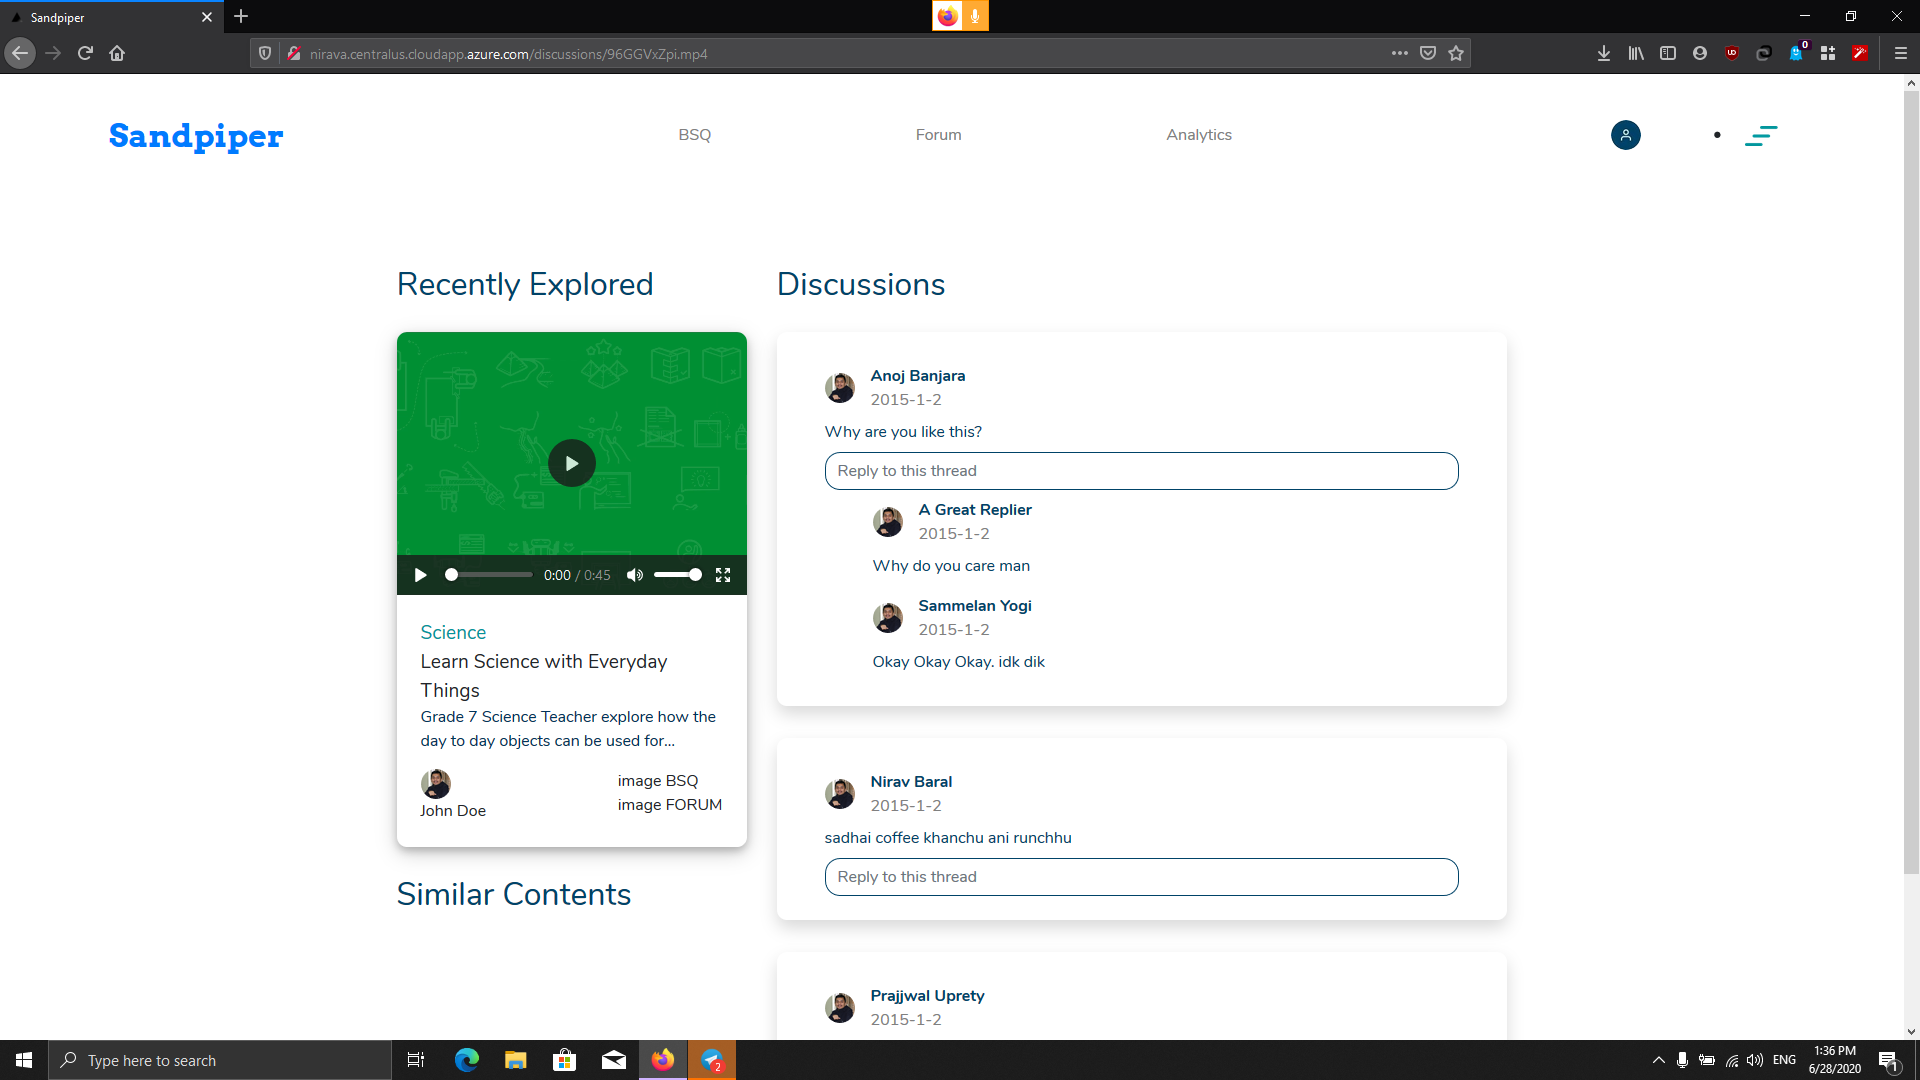 Sandpiper
nirava.centralus.cloudapp.azure.com/discussions/96GGVxZpi.mp4
0
Sandpiper
BSQ
Forum
Analytics
Recently Explored
0:00 / 0:45
Science
Learn Science with Everyday
Things
Grade 7 Science Teacher explore how the
day to day objects can be used for...
John Doe
image BSQ
image FORUM
Similar Contents
Discussions
Anoj Banjara
2015-1-2
Why are you like this?
Reply to this thread
A Great Replier
2015-1-2
Why do you care man
Sammelan Yogi
2015-1-2
Okay Okay Okay. idk dik
Nirav Baral
2015-1-2
sadhai coffee khanchu ani runchhu
Reply to this thread
Prajjwal Uprety
2015-1-2
Type here to search
2
ENG
1:36 PM
6/28/2020
1